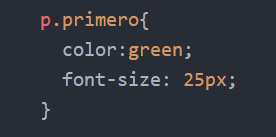 p.primero{
color:green;
font-size: 25px;
}